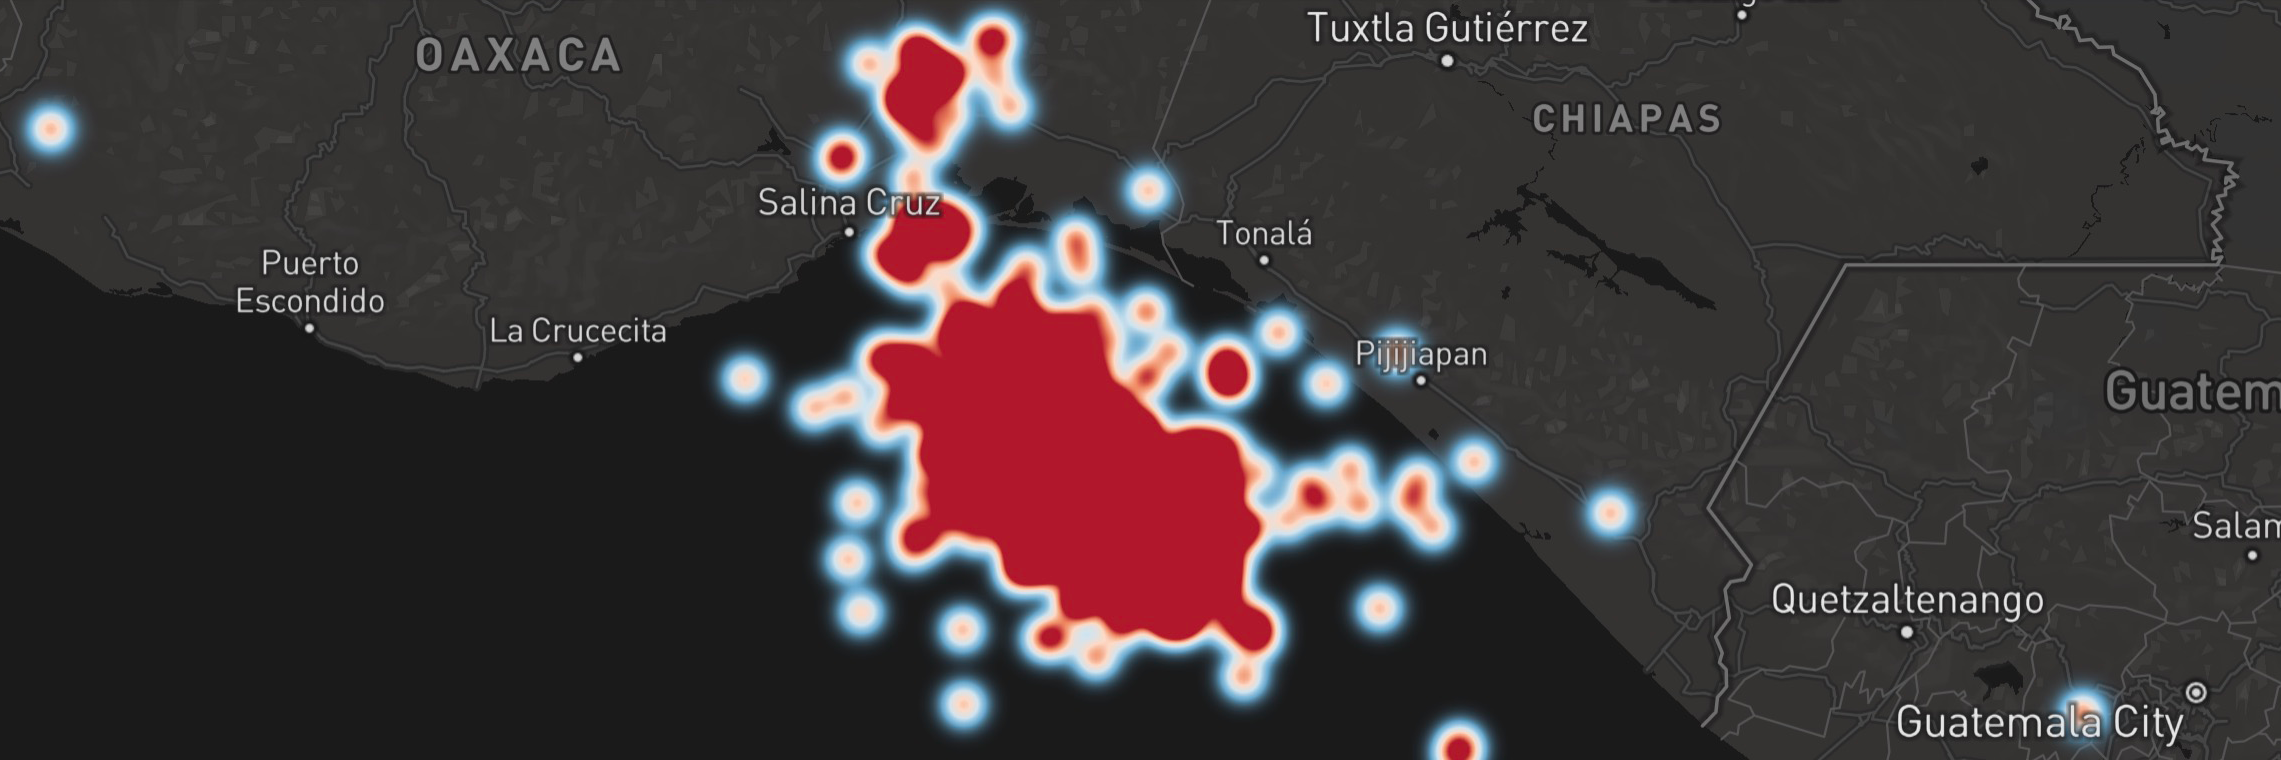 Tuxtla Gutiérrez
OAXACA
CHIAPAS
Salina Cruz
Tonalá
Puerto
Escondido
La Crucecita
Pijijiapan
Guatem
Salam
Quetzaltenango
Guatemala City